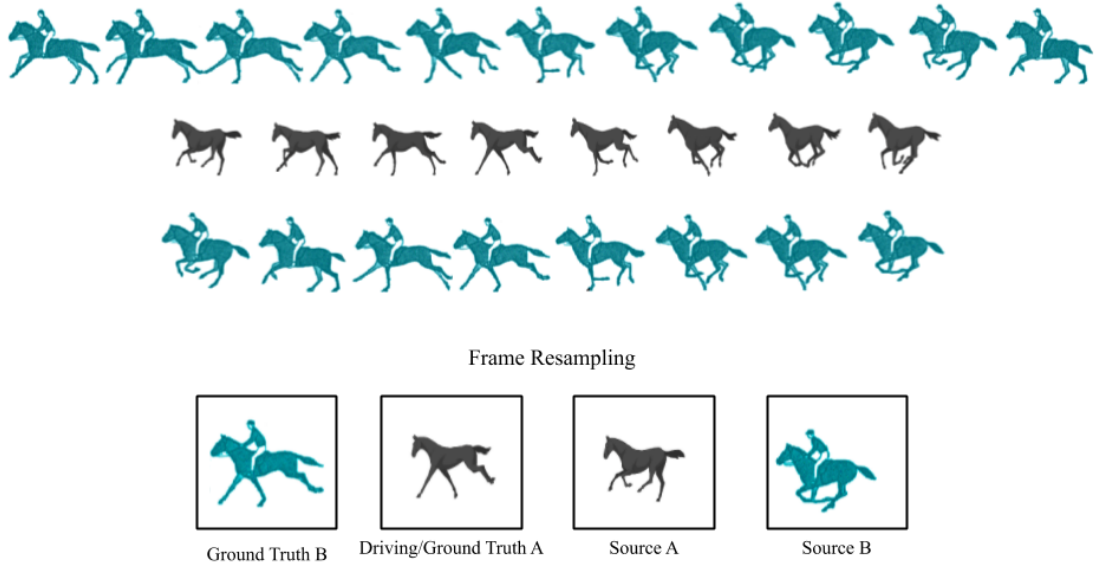 Frame Resampling
Ground Truth B
Driving/Ground Truth A
Source A
Source B